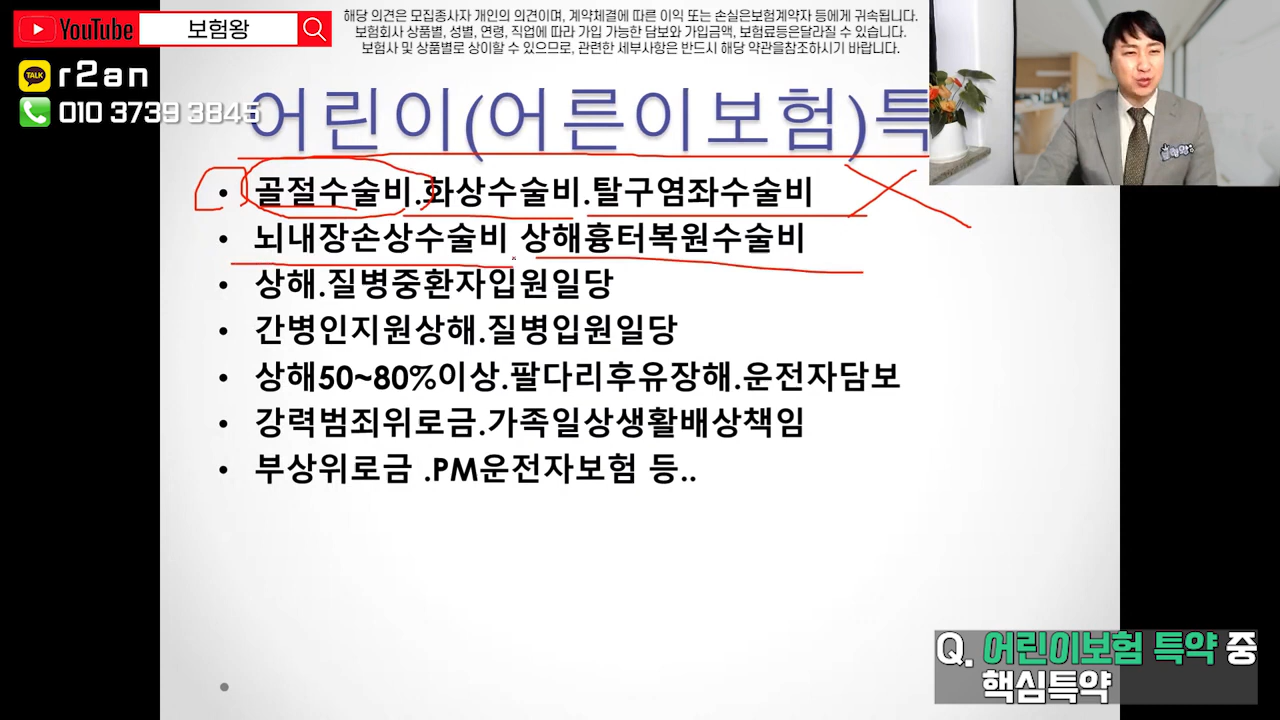 YouTube 보험왕
해당 의견은 모집종사자 개인의 의견이며, 계약체결에 따른 이익 또는 손실은보험계약자 등에게 귀속됩니다.
보험회사 상품별, 성별, 연령, 직업에 따라 가입 가능한 담보와 가입금액, 보험료등은달라질 수 있습니다.
보험사 및 상품별로 상이할 수 있으므로, 관련한 세부사항은 반드시 해당 약관을참조하시기 바랍니다.
TALK r2an
010 3739 3845
어린이(어른이보험)특
• 골절수술비.화상수술비.탈구염좌수술비
• 뇌내장손상수술비 상해흉터복원수술비
• 상해.질병중환자입원일당
• 간병인지원상해.질병입원일당
• 상해50~80%이상.팔다리후유장해.운전자담보
• 강력범죄위로금.가족일상생활배상책임
• 부상위로금 .PM운전자보험 등..
Q. 어린이보험 특약 중
핵심특약